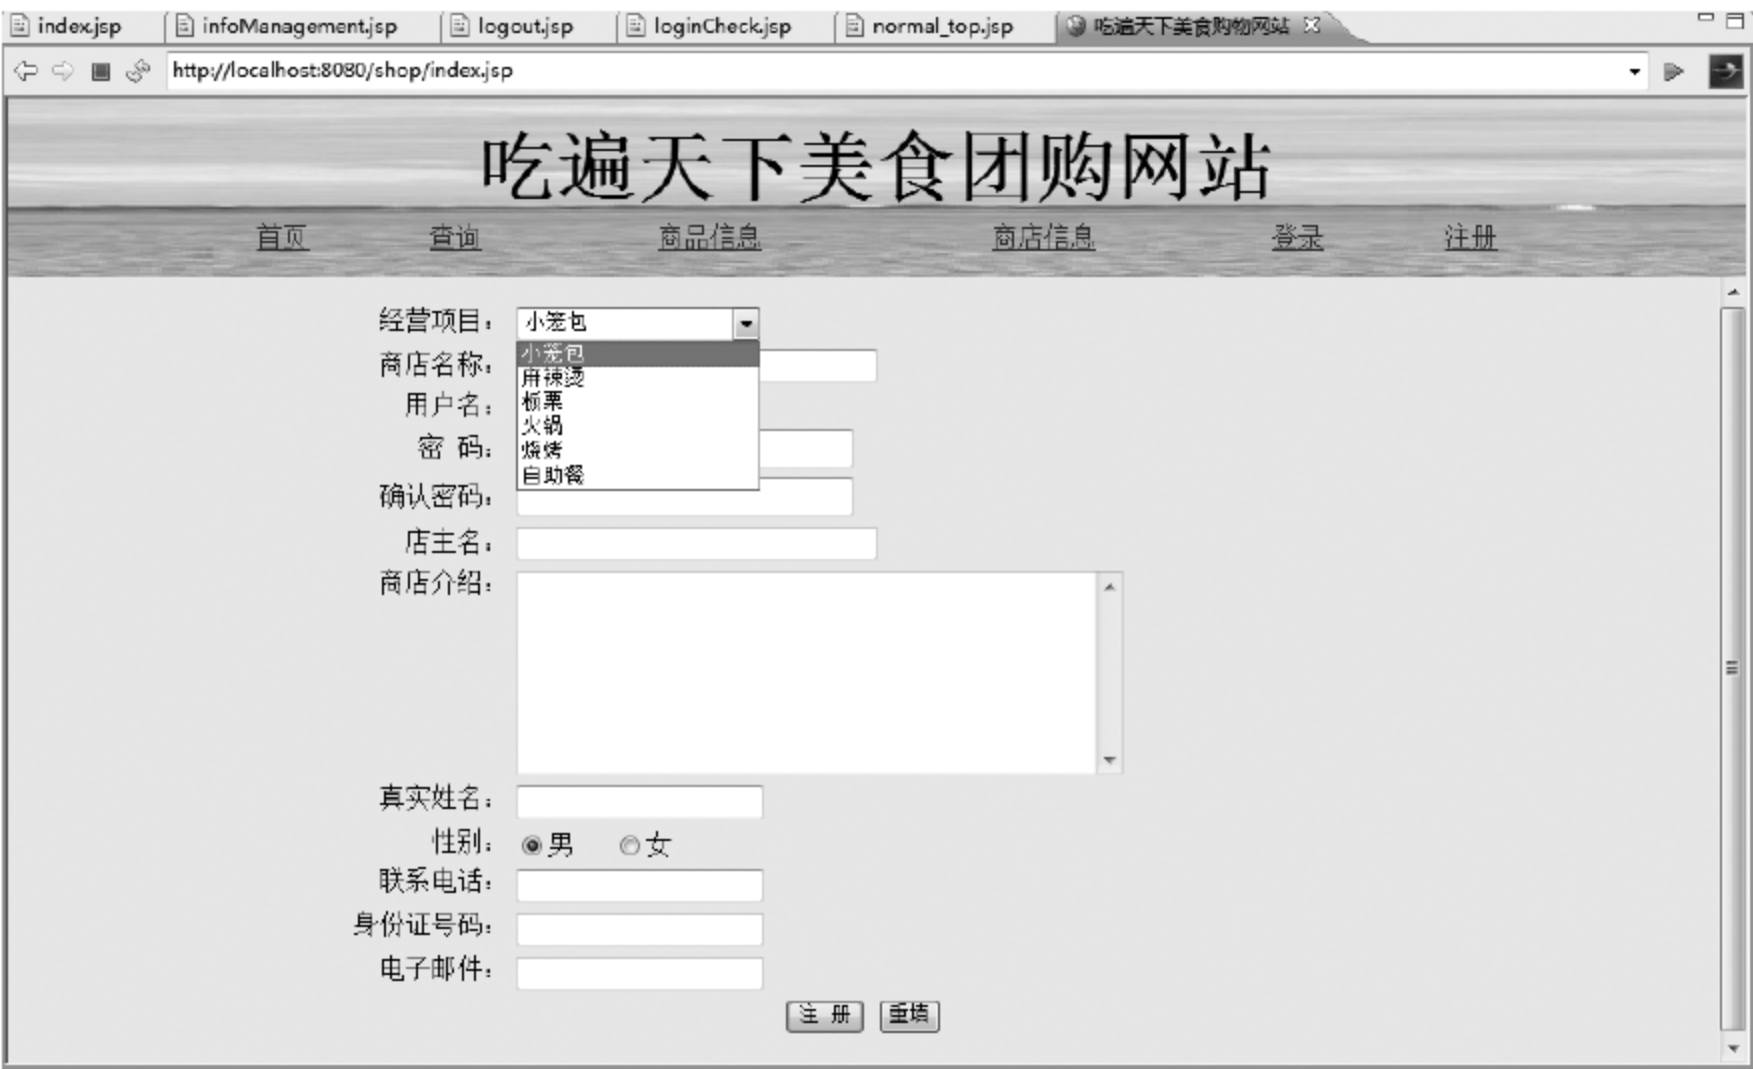 index.jsp infoManagement.jsp logout.jsp loginCheck.jsp normal_top.jsp 吃遍天下美食购物网站
http://localhost:8080/shop/index.jsp
吃遍天下美食团购网站
首页 查询 商品信息 商店信息 登录 注册
经营项目： 小笼包
小笼包
商店名称：
麻辣烫
用户名： 板栗
火锅
密 码： 烧烤
自助餐
确认密码：
店主名：
商店介绍：
真实姓名：
性别： 男 女
联系电话：
身份证号码：
电子邮件：
注 册 重填